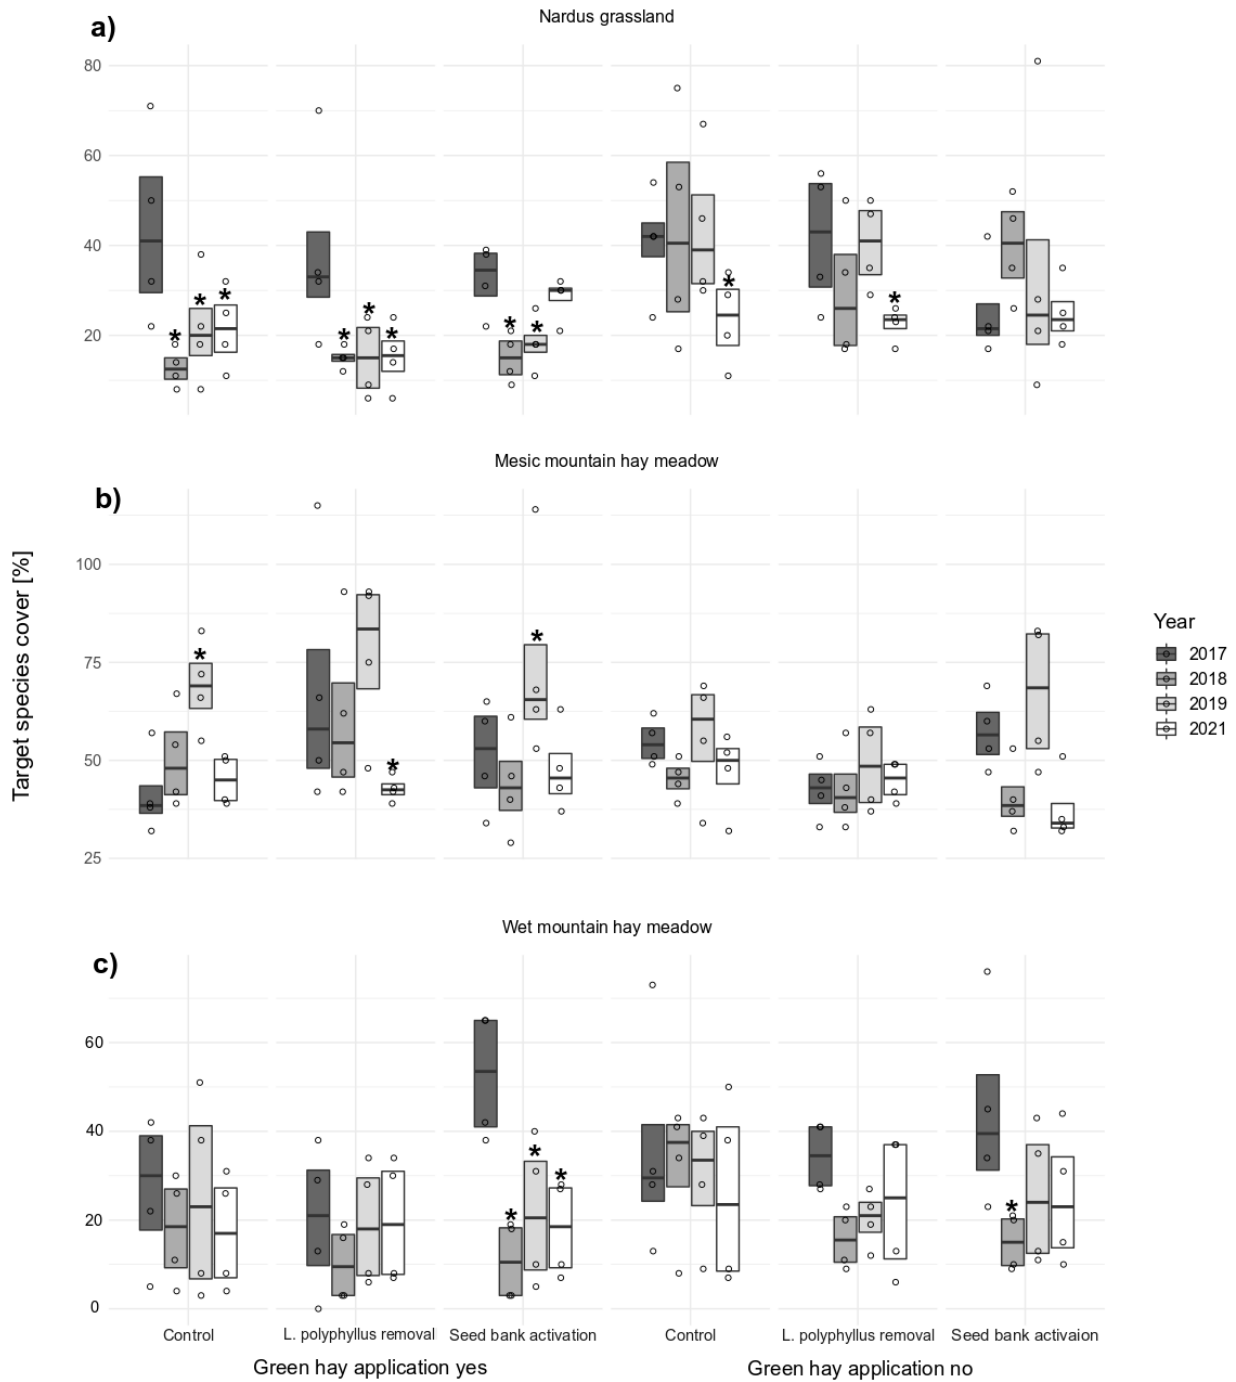 Nardus grassland
a)
80
60
40
20
* * * * * * * * * *
Mesic mountain hay meadow
b)
100
75
50
25
* * *
Target species cover [%]
Year
2017
2018
2019
2021
Wet mountain hay meadow
c)
60
40
20
0
* * * *
Control L. polyphyllus removal Seed bank activation Control L. polyphyllus removal Seed bank activaion
Green hay application yes Green hay application no